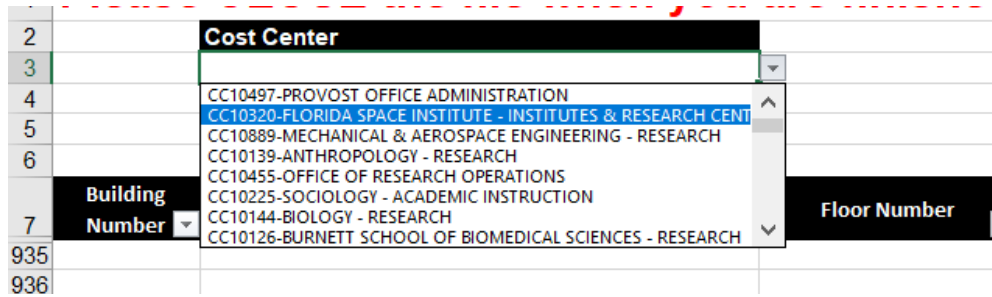 2
Cost Center
3
4
CC10497-PROVOST OFFICE ADMINISTRATION
CC10320-FLORIDA SPACE INSTITUTE - INSTITUTES & RESEARCH CENT
5
CC10889-MECHANICAL & AEROSPACE ENGINEERING - RESEARCH
CC10139-ANTHROPOLOGY - RESEARCH
6
CC10455-OFFICE OF RESEARCH OPERATIONS
CC10225-SOCIOLOGY - ACADEMIC INSTRUCTION
CC10144-BIOLOGY - RESEARCH
CC10126-BURNETT SCHOOL OF BIOMEDICAL SCIENCES - RESEARCH
7
Building
Number
Floor Number
935
936